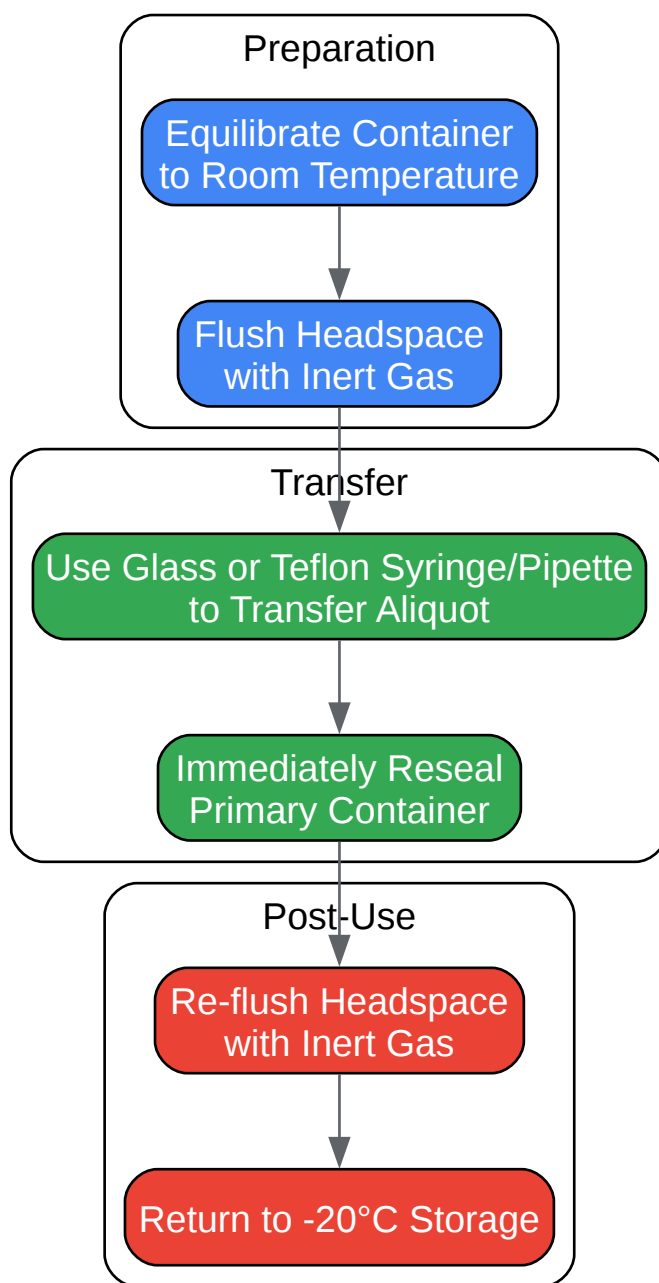 Preparation
Equilibrate Container
to Room Temperature
Flush Headspace
with Inert Gas
Transfer
Use Glass or Teflon Syringe/Pipette
to Transfer Aliquot
Immediately Reseal
Primary Container
Post-Use
Re-flush Headspace
with Inert Gas
Return to -20°C Storage